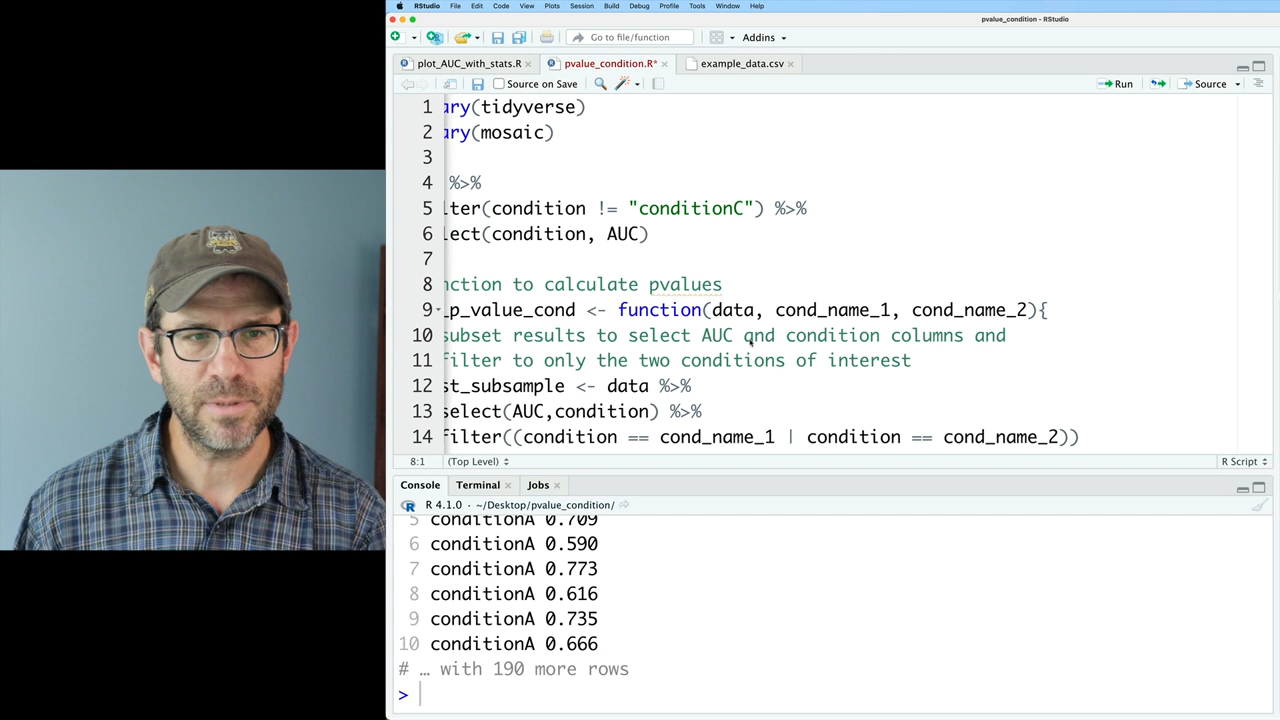 RStudio File Edit Code View Plots Session Build Debug Profile Tools Window Help
pvalue_condition - RStudio
Go to file/function Addins
plot_AUC_with_stats.R pvalue_condition.R* example_data.csv
Source on Save Run Source
1 ary(tidyverse)
2 ary(mosaic)
3
4 %>%
5 lter(condition != "conditionC") %>%
6 lect(condition, AUC)
7
8 nction to calculate pvalues
9 _p_value_cond <- function(data, cond_name_1, cond_name_2){
10 subset results to select AUC and condition columns and
11 filter to only the two conditions of interest
12 st_subsample <- data %>%
13 select(AUC,condition) %>%
14 filter((condition == cond_name_1 | condition == cond_name_2))
8:1 (Top Level) R Script
Console Terminal Jobs
R 4.1.0 · ~/Desktop/pvalue_condition/
5 conditionA 0.709
6 conditionA 0.590
7 conditionA 0.773
8 conditionA 0.616
9 conditionA 0.735
10 conditionA 0.666
# … with 190 more rows
>